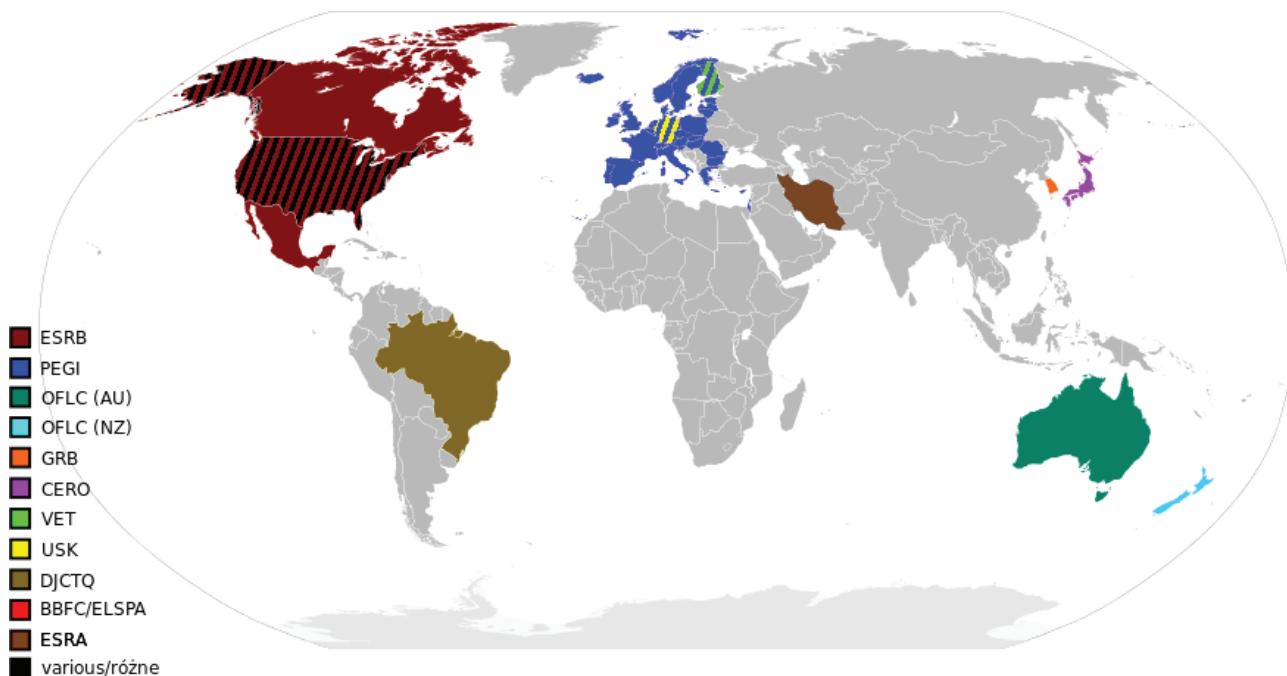 ESRB
PEGI
OFLC (AU)
OFLC (NZ)
GRB
CERO
VET
USK
DJCTQ
BBFC/ELSPA
ESRA
various/różne